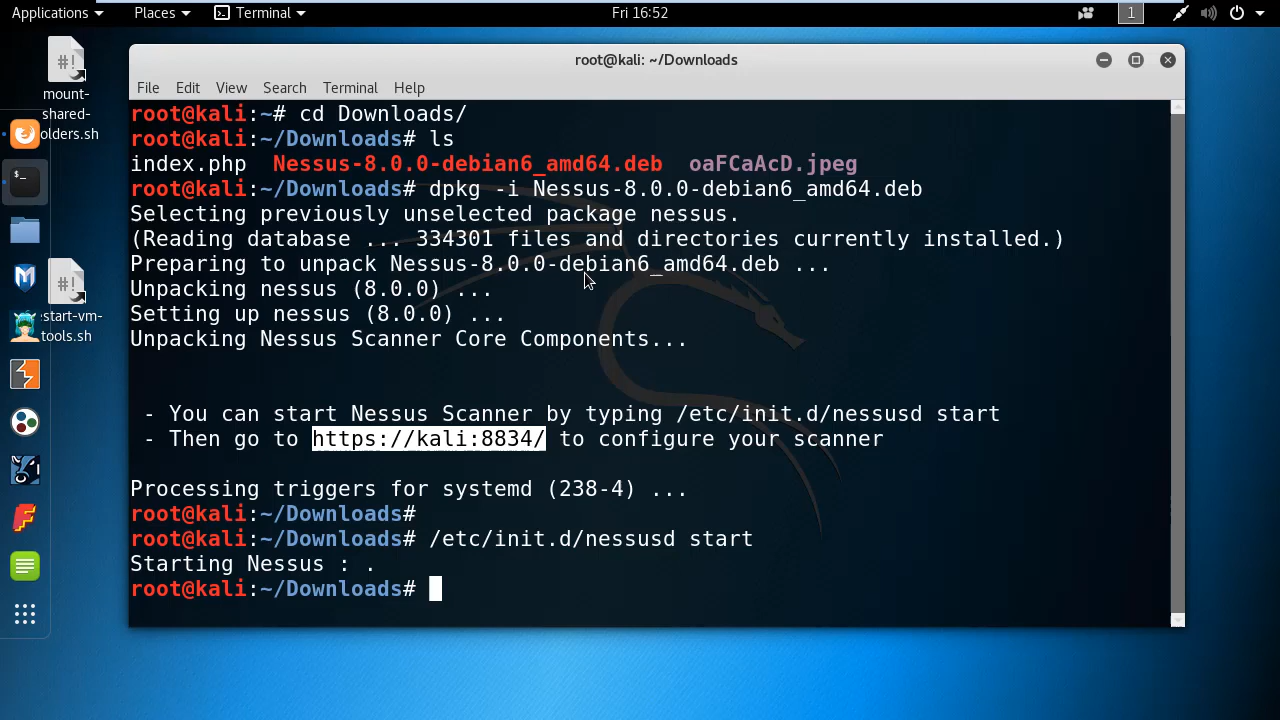 Applications Places Terminal Fri 16:52 1
mount-
shared-
olders.sh
start-vm-
tools.sh
root@kali: ~/Downloads
File Edit View Search Terminal Help
root@kali:~# cd Downloads/
root@kali:~/Downloads# ls
index.php Nessus-8.0.0-debian6_amd64.deb oaFCaAcD.jpeg
root@kali:~/Downloads# dpkg -i Nessus-8.0.0-debian6_amd64.deb
Selecting previously unselected package nessus.
(Reading database ... 334301 files and directories currently installed.)
Preparing to unpack Nessus-8.0.0-debian6_amd64.deb ...
Unpacking nessus (8.0.0) ...
Setting up nessus (8.0.0) ...
Unpacking Nessus Scanner Core Components...
- You can start Nessus Scanner by typing /etc/init.d/nessusd start
- Then go to https://kali:8834/ to configure your scanner
Processing triggers for systemd (238-4) ...
root@kali:~/Downloads#
root@kali:~/Downloads# /etc/init.d/nessusd start
Starting Nessus : .
root@kali:~/Downloads#